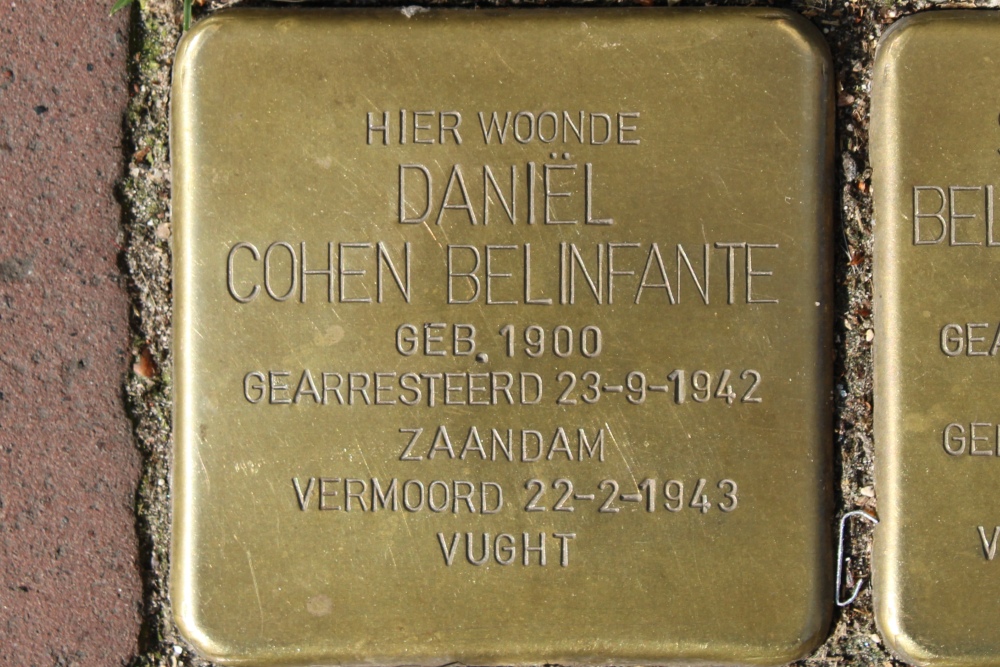 HIER WOONDE
DANIËL
COHEN BELINFANTE
GEB. 1900
GEARRESTEERD 23-9-1942
ZAANDAM
VERMOORD 22-2-1943
VUGHT